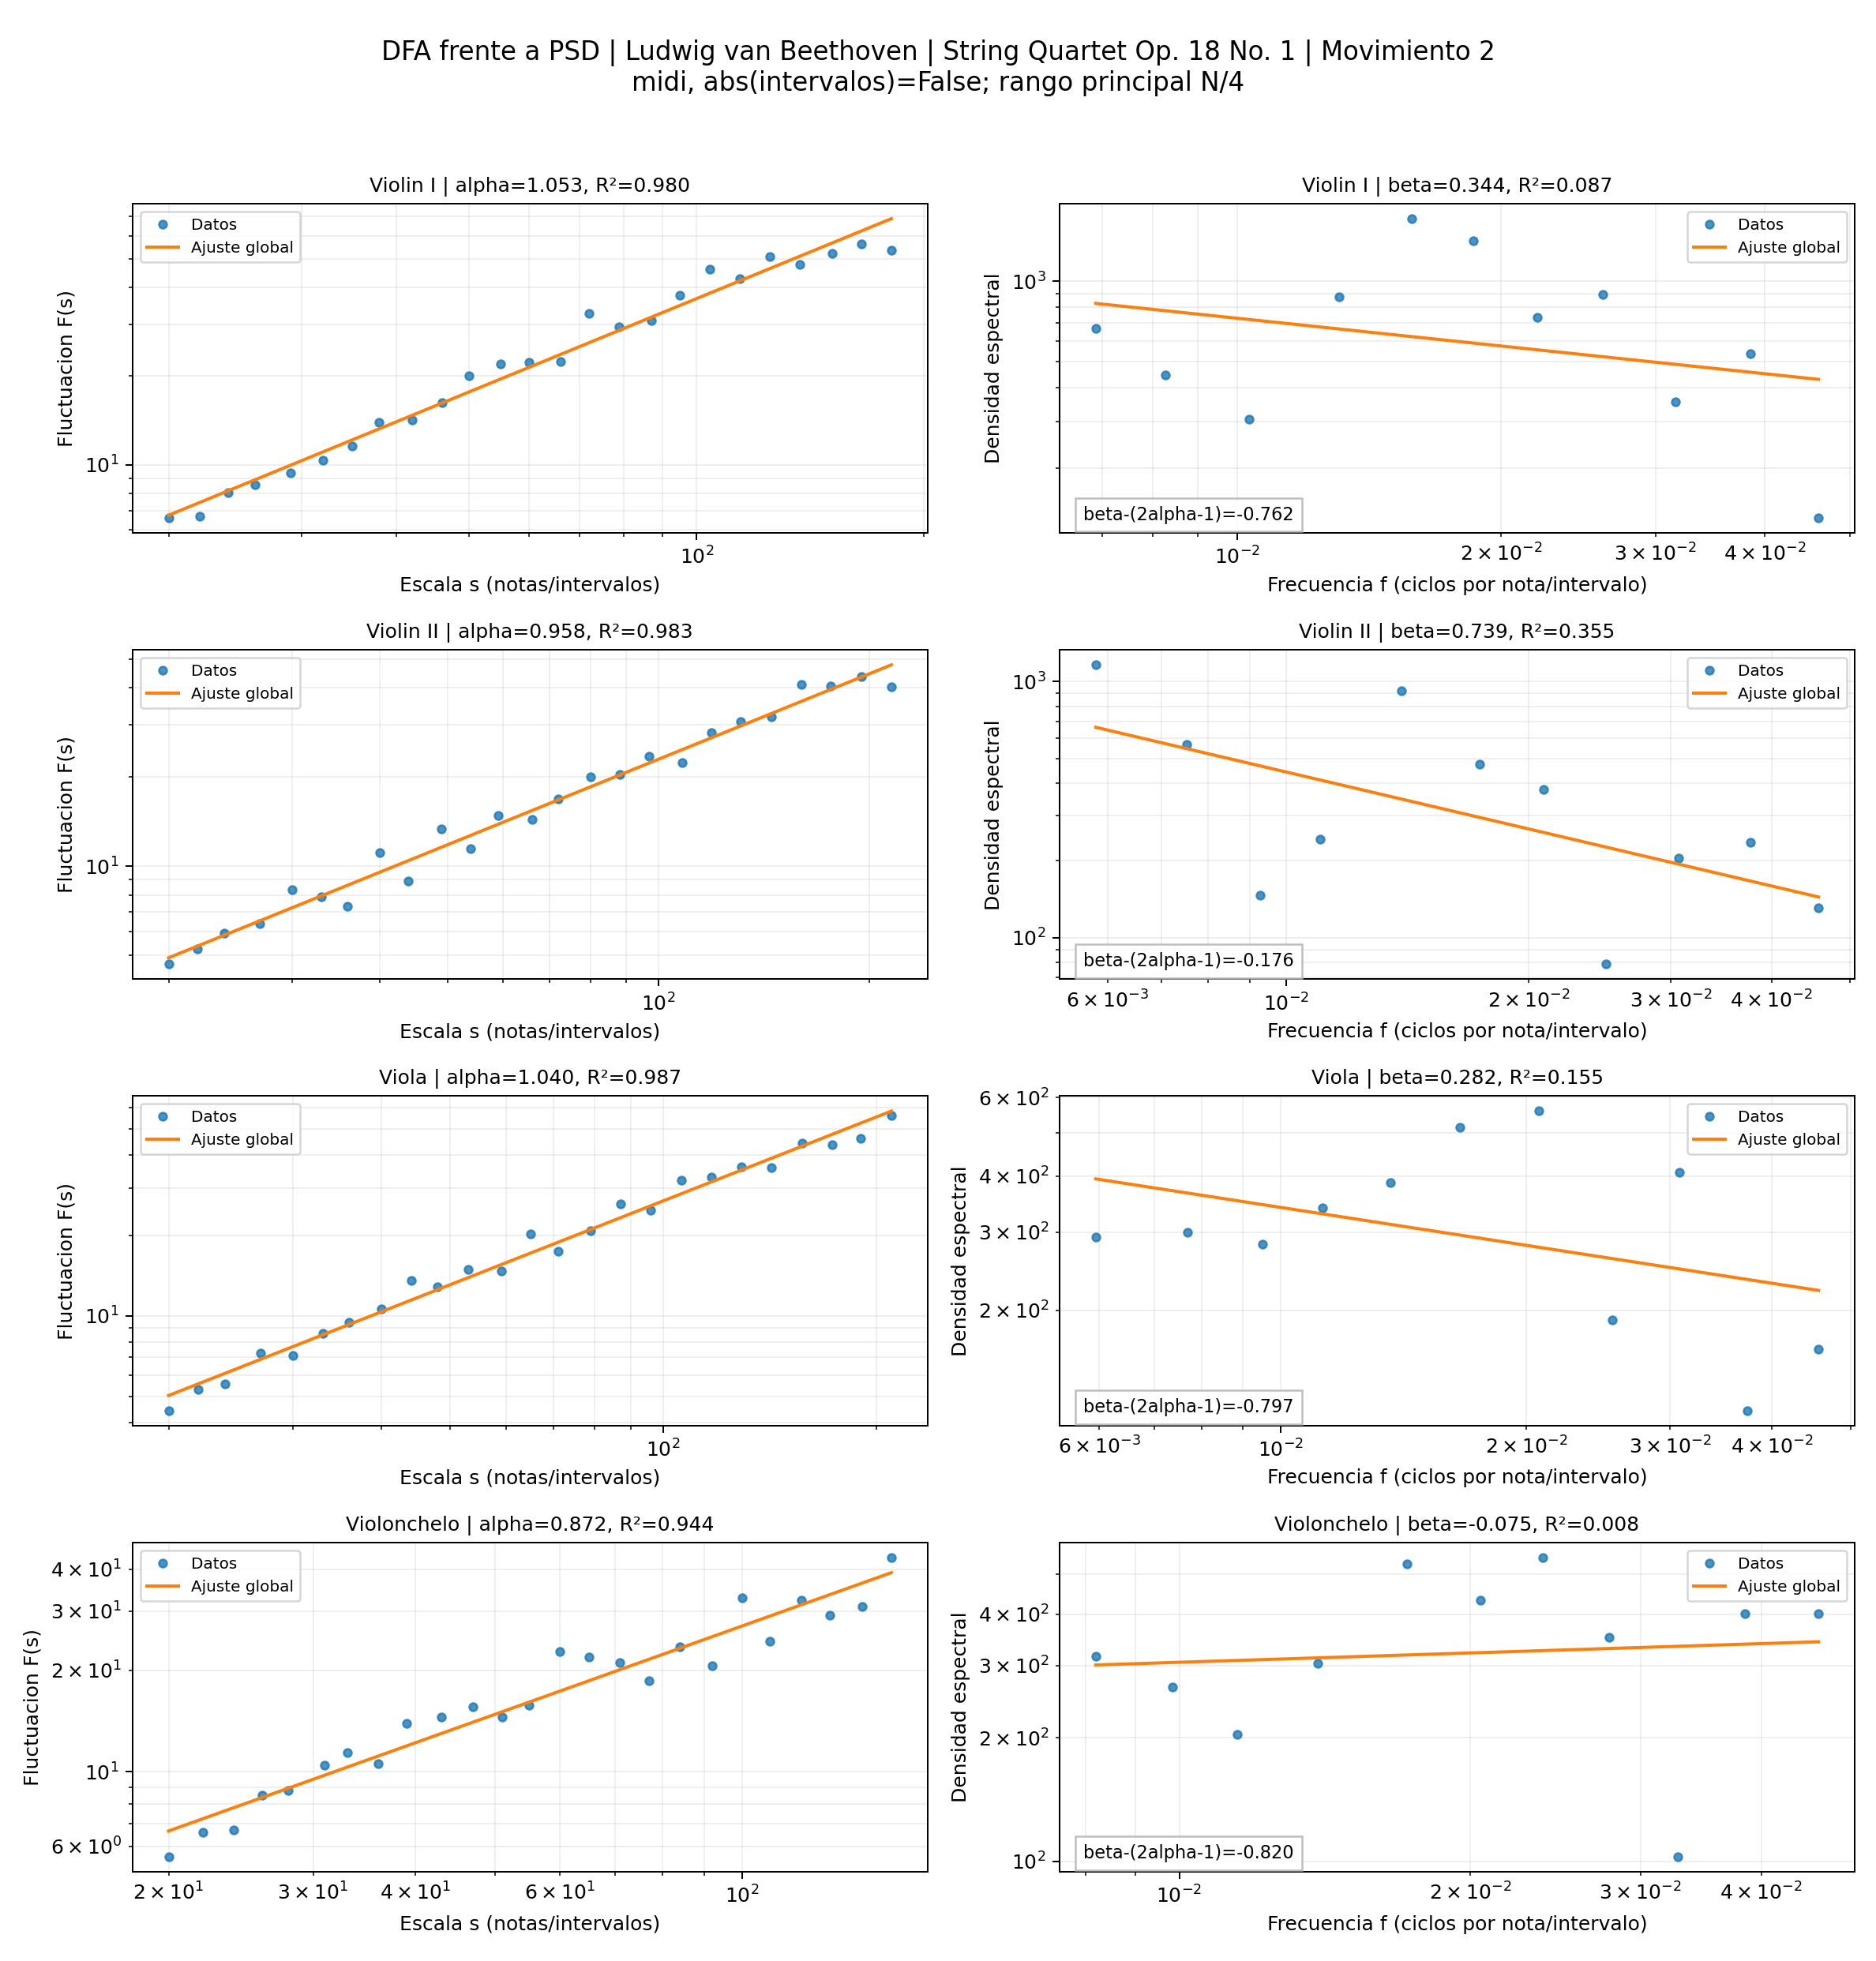 DFA frente a PSD | Ludwig van Beethoven | String Quartet Op. 18 No. 1 | Movimiento 2
midi, abs(intervalos)=False; rango principal N/4
Violin I | alpha=1.053, R²=0.980
Datos
Ajuste global
Fluctuacion F(s)
10¹
10²
Escala s (notas/intervalos)
Violin I | beta=0.344, R²=0.087
Datos
Ajuste global
Densidad espectral
10³
beta-(2alpha-1)=-0.762
10⁻² 2 × 10⁻² 3 × 10⁻² 4 × 10⁻²
Frecuencia f (ciclos por nota/intervalo)
Violin II | alpha=0.958, R²=0.983
Datos
Ajuste global
Fluctuacion F(s)
10¹
10²
Escala s (notas/intervalos)
Violin II | beta=0.739, R²=0.355
Datos
Ajuste global
Densidad espectral
10³
10²
beta-(2alpha-1)=-0.176
6 × 10⁻³ 10⁻² 2 × 10⁻² 3 × 10⁻² 4 × 10⁻²
Frecuencia f (ciclos por nota/intervalo)
Viola | alpha=1.040, R²=0.987
Datos
Ajuste global
Fluctuacion F(s)
10¹
10²
Escala s (notas/intervalos)
Viola | beta=0.282, R²=0.155
Datos
Ajuste global
Densidad espectral
6 × 10²
4 × 10²
3 × 10²
2 × 10²
beta-(2alpha-1)=-0.797
6 × 10⁻³ 10⁻² 2 × 10⁻² 3 × 10⁻² 4 × 10⁻²
Frecuencia f (ciclos por nota/intervalo)
Violonchelo | alpha=0.872, R²=0.944
Datos
Ajuste global
Fluctuacion F(s)
4 × 10¹
3 × 10¹
2 × 10¹
10¹
6 × 10⁰
2 × 10¹ 3 × 10¹ 4 × 10¹ 6 × 10¹ 10²
Escala s (notas/intervalos)
Violonchelo | beta=-0.075, R²=0.008
Datos
Ajuste global
Densidad espectral
4 × 10²
3 × 10²
2 × 10²
10²
beta-(2alpha-1)=-0.820
10⁻² 2 × 10⁻² 3 × 10⁻² 4 × 10⁻²
Frecuencia f (ciclos por nota/intervalo)